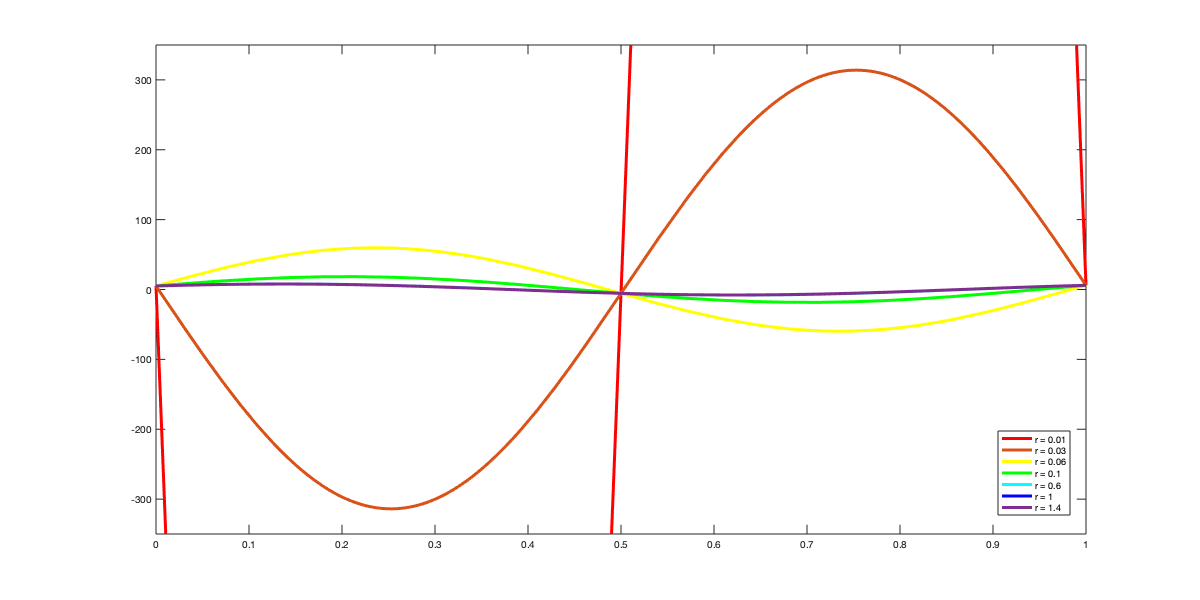 300
200
100
0
-100
-200
-300
0 0.1 0.2 0.3 0.4 0.5 0.6 0.7 0.8 0.9 1
r = 0.01
r = 0.03
r = 0.06
r = 0.1
r = 0.6
r = 1
r = 1.4